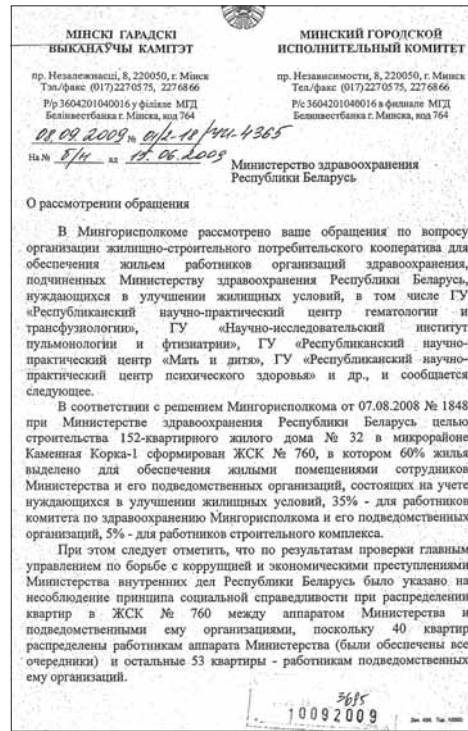 МІНСКІ ГАРАДСКІ
ВЫКАНАЎЧЫ КАМІТЭТ
пр. Незалежнасці, 8, 220050, г. Мінск
Тэл./факс (017)2270575, 2276866
Р/р 3604201040016 у філіяле МГД
Белінвестбанка г. Мінска, код 764
МИНСКИЙ ГОРОДСКОЙ
ИСПОЛНИТЕЛЬНЫЙ КОМИТЕТ
пр. Независимости, 8, 220050, г. Минск
Тел./факс (017)2270575, 2276866
Р/с 3604201040016 в филиале МГД
Белинвестбанка г. Минска, код 764
08.09.2009 №
На № б/н ад 15.06.2009
Министерство здравоохранения
Республики Беларусь
О рассмотрении обращения
В Мингорисполкоме рассмотрено ваше обращения по вопросу
организации жилищно-строительного потребительского кооператива для
обеспечения жильем работников организаций здравоохранения,
подчиненных Министерству здравоохранения Республики Беларусь,
нуждающихся в улучшении жилищных условий, в том числе ГУ
«Республиканский научно-практический центр гематологии и
трансфузиологии», ГУ «Научно-исследовательский институт
пульмонологии и фтизиатрии», ГУ «Республиканский научно-
практический центр «Мать и дитя», ГУ «Республиканский научно-
практический центр психического здоровья» и др., и сообщается
следующее.
В соответствии с решением Мингорисполкома от 07.08.2008 № 1848
при Министерстве здравоохранения Республики Беларусь целью
строительства 152-квартирного жилого дома № 32 в микрорайоне
Каменная Корка-1 сформирован ЖСК № 760, в котором 60% жилья
выделено для обеспечения жилыми помещениями сотрудников
Министерства и его подведомственных организаций, состоящих на учете
нуждающихся в улучшении жилищных условий, 35% - для работников
комитета по здравоохранению Мингорисполкома и его подведомственных
организаций, 5% - для работников строительного комплекса.
При этом следует отметить, что по результатам проверки главным
управлением по борьбе с коррупцией и экономическими преступлениями
Министерства внутренних дел Республики Беларусь было указано на
несоблюдение принципа социальной справедливости при распределении
квартир в ЖСК № 760 между аппаратом Министерства и
подведомственными ему организациями, поскольку 40 квартир
распределены работникам аппарата Министерства (были обеспечены все
очередники) и остальные 53 квартиры - работникам подведомственных
ему организаций.
3695
10092009